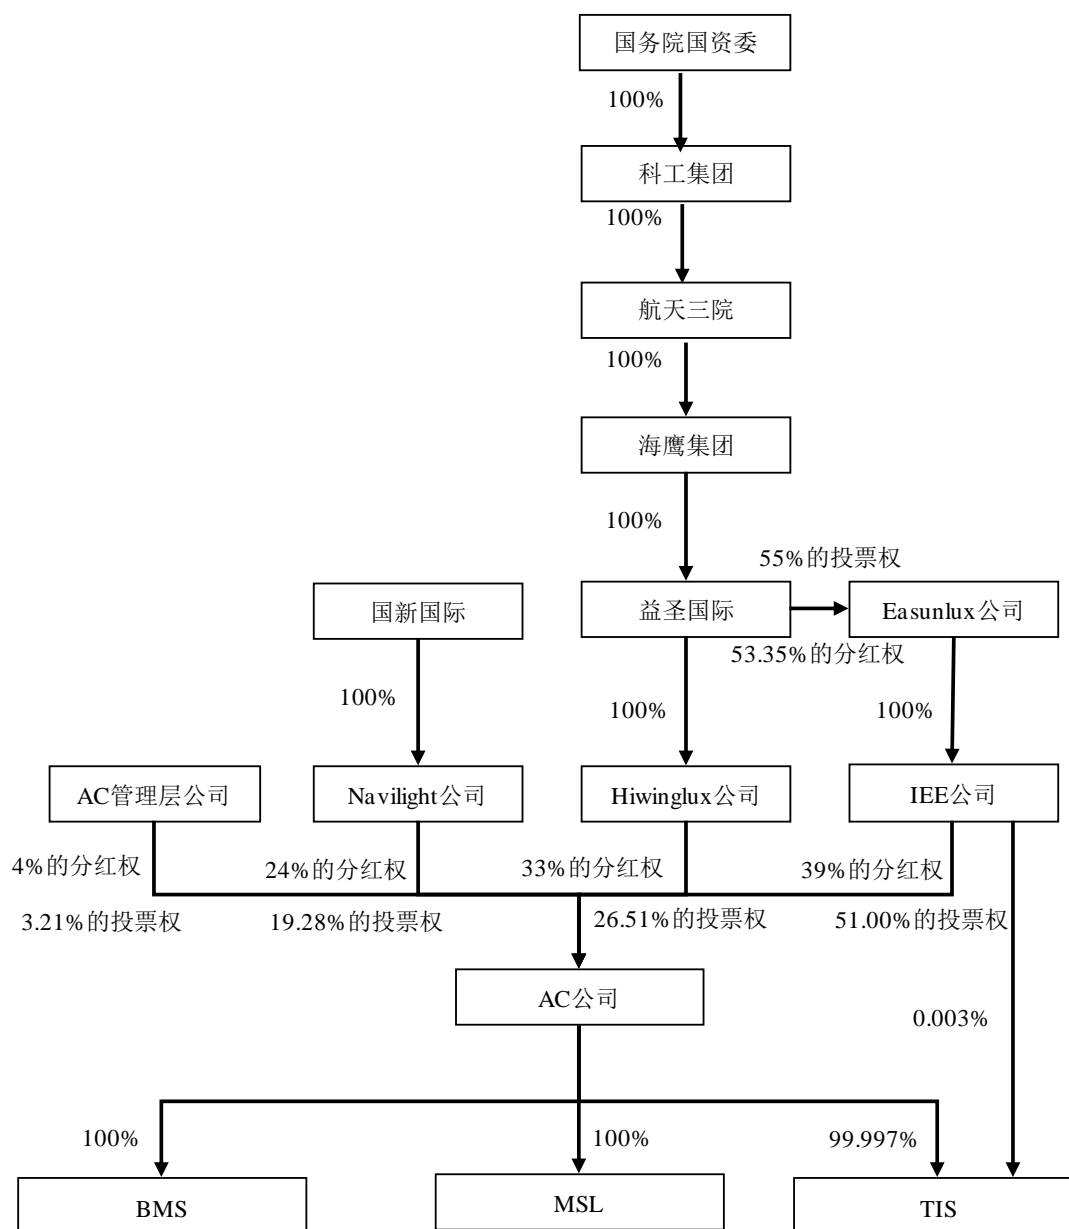 国务院国资委
100%
科工集团
100%
航天三院
100%
海鹰集团
100%
55%的投票权
国新国际
益圣国际
Easunlux公司
53.35%的分红权
100%
100%
100%
AC管理层公司
Navilight公司
Hiwinglux公司
IEE公司
4%的分红权
24%的分红权
33%的分红权
39%的分红权
3.21%的投票权
19.28%的投票权
26.51%的投票权
51.00%的投票权
AC公司
0.003%
100%
100%
99.997%
BMS
MSL
TIS